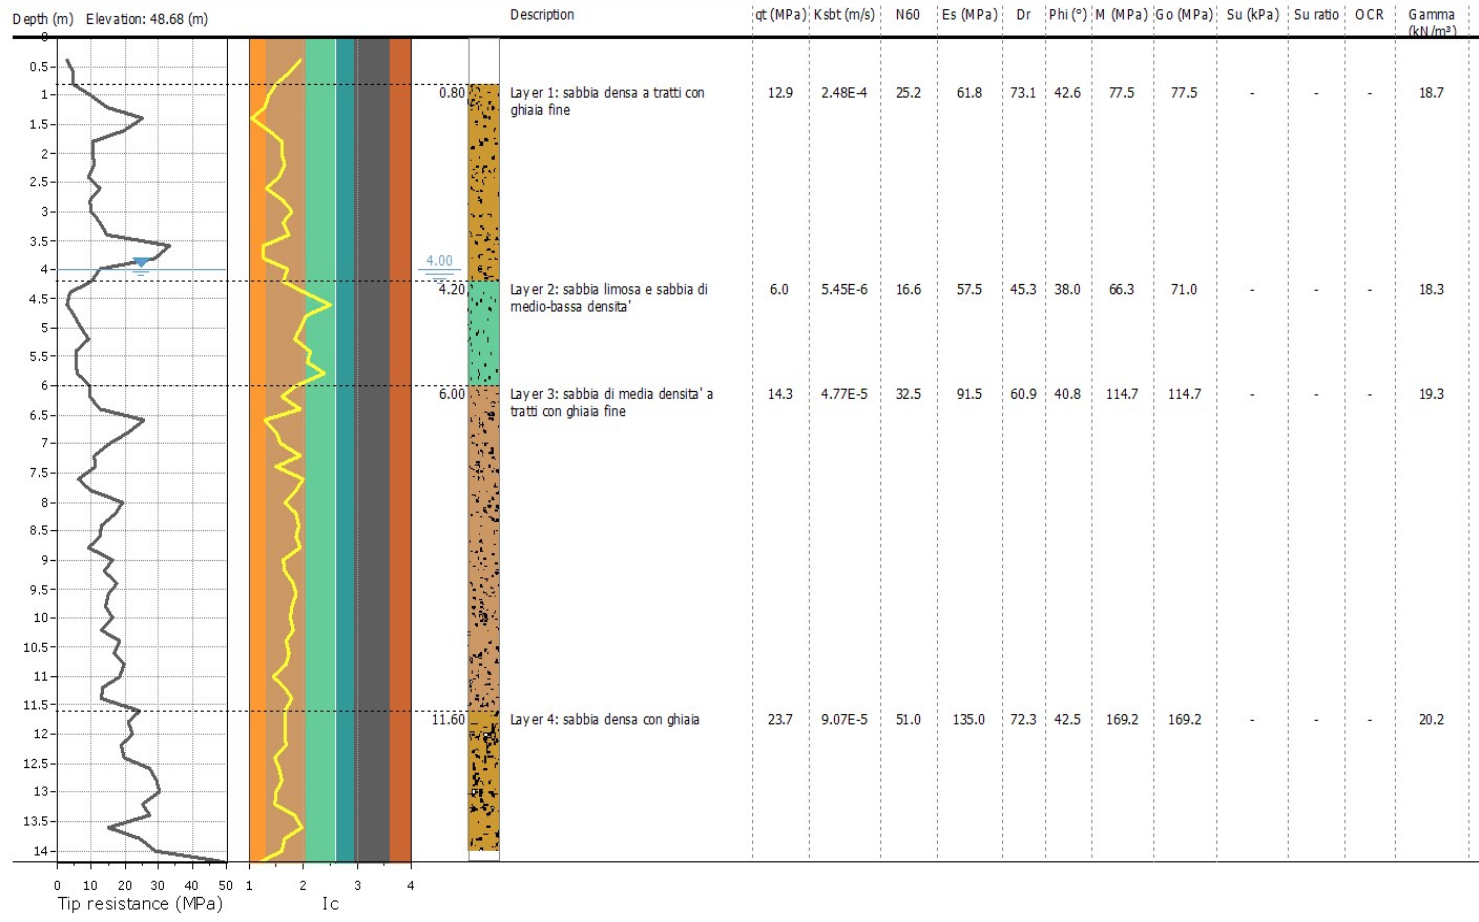 Depth (m) Elevation: 48.68 (m)
Description
qt (MPa) Ksbt (m/s) N60 Es (MPa) Dr Phi (°) M (MPa) Go (MPa) Su (kPa) Su ratio OCR Gamma
(kN/m³)
0
0.5
0.80 Layer 1: sabbia densa a tratti con 12.9 2.48E-4 25.2 61.8 73.1 42.6 77.5 77.5 - - - 18.7
ghiaia fine
1
1.5
2
2.5
3
3.5
4.00
4
4.20 Layer 2: sabbia limosa e sabbia di 6.0 5.45E-6 16.6 57.5 45.3 38.0 66.3 71.0 - - - 18.3
medio-bassa densita'
4.5
5
5.5
6
6.00 Layer 3: sabbia di media densita' a 14.3 4.77E-5 32.5 91.5 60.9 40.8 114.7 114.7 - - - 19.3
tratti con ghiaia fine
6.5
7
7.5
8
8.5
9
9.5
10
10.5
11
11.5
11.60 Layer 4: sabbia densa con ghiaia 23.7 9.07E-5 51.0 135.0 72.3 42.5 169.2 169.2 - - - 20.2
12
12.5
13
13.5
14
0 10 20 30 40 50 1 2 3 4
Tip resistance (MPa) Ic